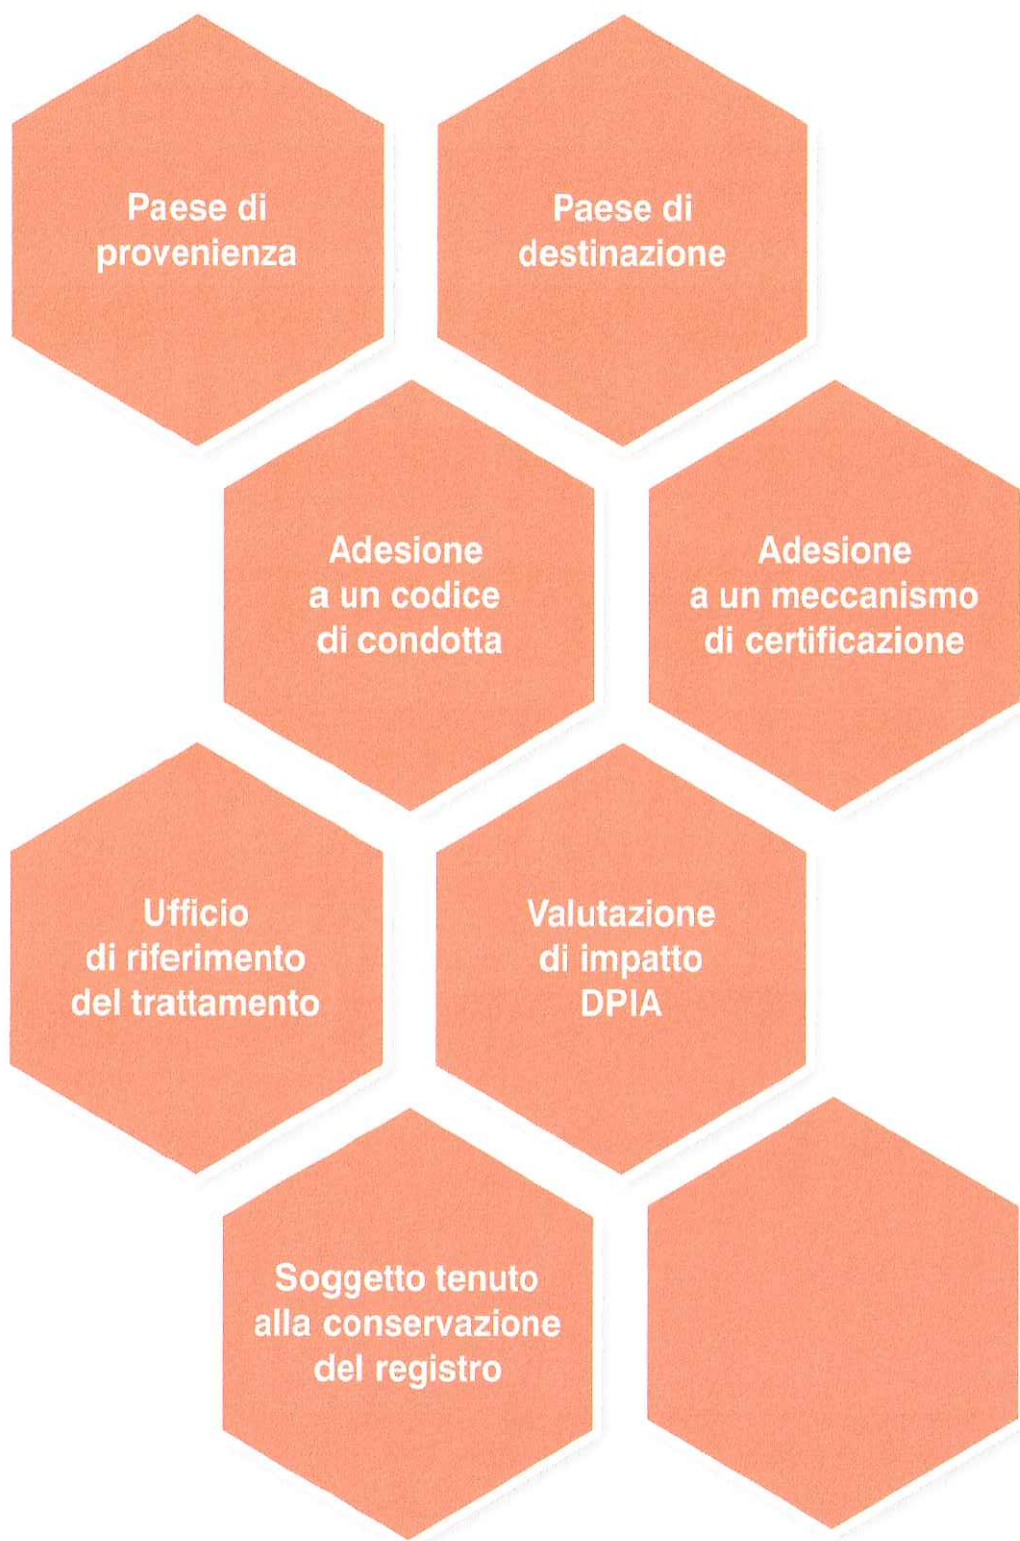 Paese di
provenienza
Paese di
destinazione
Adesione
a un codice
di condotta
Adesione
a un meccanismo
di certificazione
Ufficio
di riferimento
del trattamento
Valutazione
di impatto
DPIA
Soggetto tenuto
alla conservazione
del registro